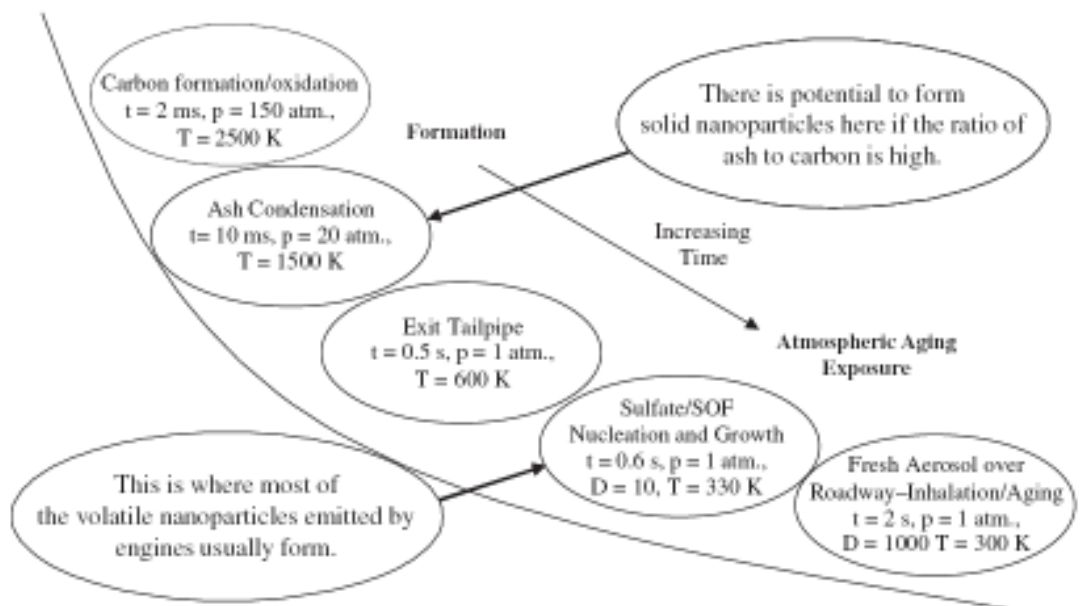 Carbon formation/oxidation
t = 2 ms, p = 150 atm.,
T = 2500 K
Formation
There is potential to form
solid nanoparticles here if the ratio of
ash to carbon is high.
Ash Condensation
t= 10 ms, p = 20 atm.,
T = 1500 K
Increasing
Time
Exit Tailpipe
t = 0.5 s, p = 1 atm.,
T = 600 K
Atmospheric Aging
Exposure
Sulfate/SOF
Nucleation and Growth
t = 0.6 s, p = 1 atm.,
D = 10, T = 330 K
This is where most of
the volatile nanoparticles emitted by
engines usually form.
Fresh Aerosol over
Roadway–Inhalation/Aging
t = 2 s, p = 1 atm.,
D = 1000 T = 300 K